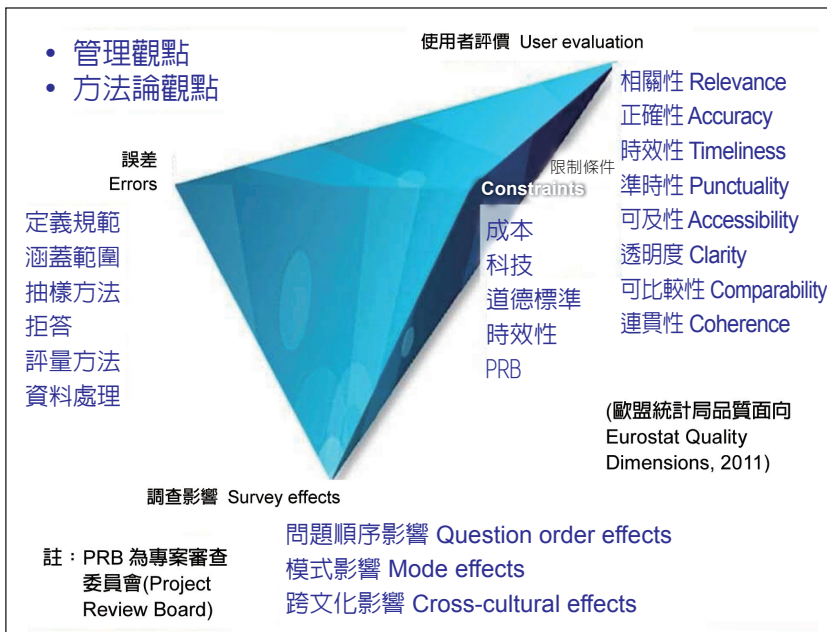 • 管理觀點
• 方法論觀點
使用者評價 User evaluation
相關性 Relevance
正確性 Accuracy
時效性 Timeliness
準時性 Punctuality
可及性 Accessibility
透明度 Clarity
可比較性 Comparability
連貫性 Coherence
誤差
Errors
限制條件
Constraints
定義規範
涵蓋範圍
抽樣方法
拒答
評量方法
資料處理
成本
科技
道德標準
時效性
PRB
(歐盟統計局品質面向
Eurostat Quality
Dimensions, 2011)
調查影響 Survey effects
問題順序影響 Question order effects
模式影響 Mode effects
跨文化影響 Cross-cultural effects
註：PRB 為專案審查
委員會(Project
Review Board)